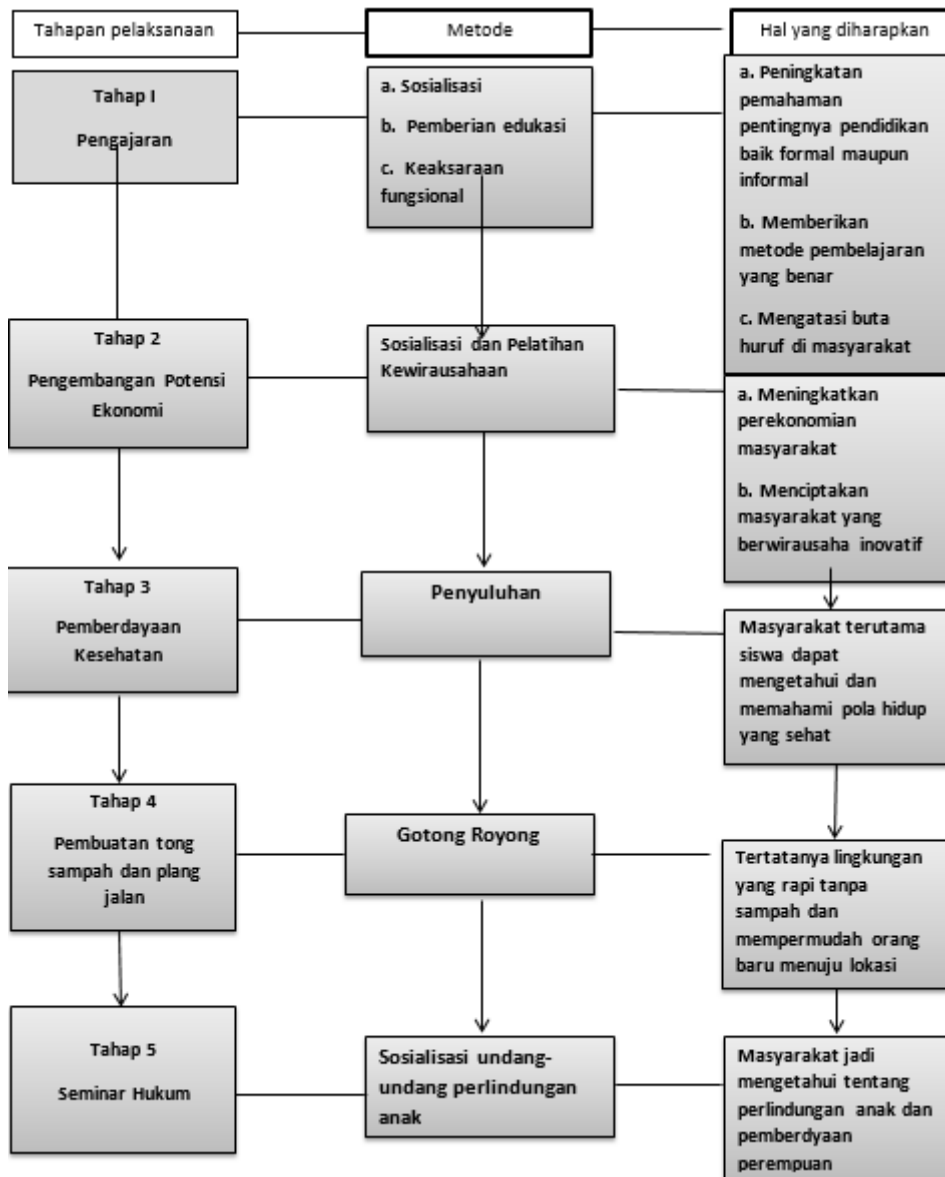 Tahapan pelaksanaan
Metode
Hal yang diharapkan
Tahap I
Pengajaran
a. Sosialisasi
b. Pemberian edukasi
c. Keaksaraan
fungsional
a. Peningkatan
pemahaman
pentingnya pendidikan
baik formal maupun
informal
b. Memberikan
metode pembelajaran
yang benar
c. Mengatasi buta
huruf di masyarakat
Tahap 2
Pengembangan Potensi
Ekonomi
Sosialisasi dan Pelatihan
Kewirausahaan
a. Meningkatkan
perekonomian
masyarakat
b. Menciptakan
masyarakat yang
berwirausaha inovatif
Tahap 3
Pemberdayaan
Kesehatan
Penyuluhan
Masyarakat terutama
siswa dapat
mengetahui dan
memahami pola hidup
yang sehat
Tahap 4
Pembuatan tong
sampah dan plang
jalan
Gotong Royong
Tertatanya lingkungan
yang rapi tanpa
sampah dan
mempermudah orang
baru menuju lokasi
Tahap 5
Seminar Hukum
Sosialisasi undang-
undang perlindungan
anak
Masyarakat jadi
mengetahui tentang
perlindungan anak dan
pemberdyaan
perempuan